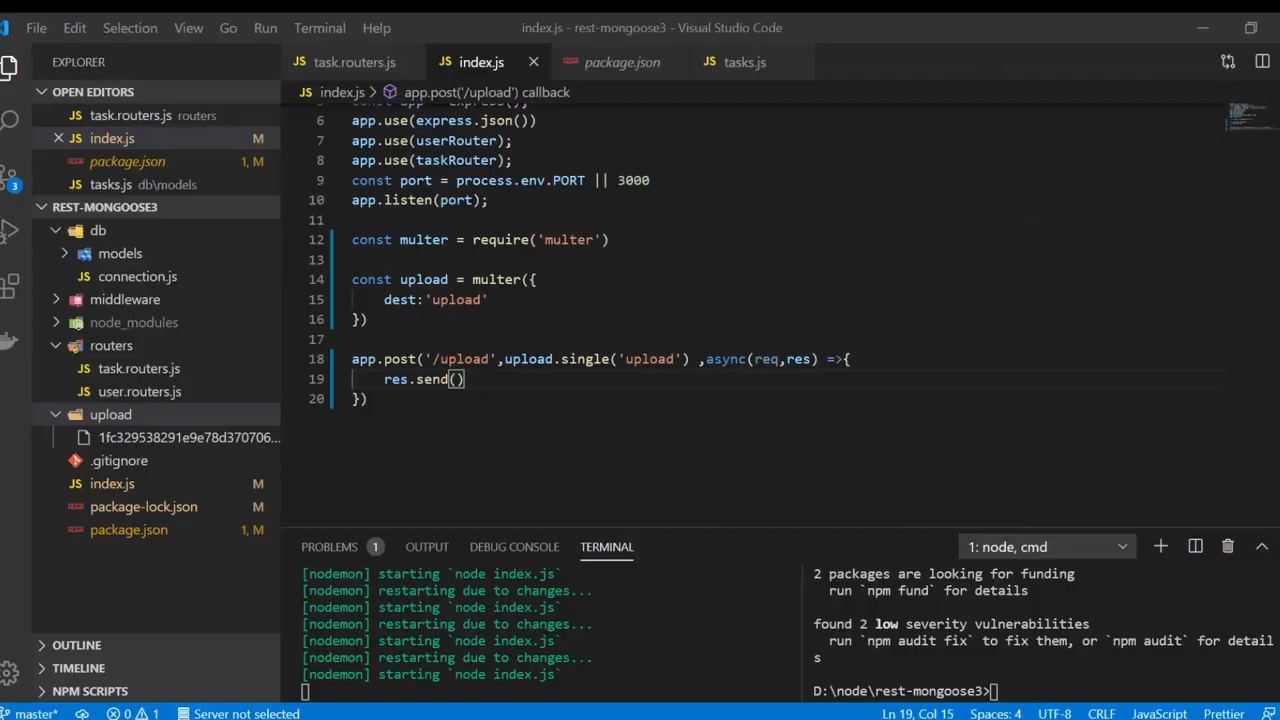 File Edit Selection View Go Run Terminal Help index.js - rest-mongoose3 - Visual Studio Code
EXPLORER
JS task.routers.js JS index.js package.json JS tasks.js
OPEN EDITORS
JS task.routers.js routers
JS index.js M
package.json 1, M
JS tasks.js db\models
REST-MONGOOSE3
db
models
JS connection.js
middleware
node_modules
routers
JS task.routers.js
JS user.routers.js
upload
1fc329538291e9e78d370706...
.gitignore
JS index.js M
package-lock.json M
package.json 1, M
OUTLINE
TIMELINE
NPM SCRIPTS
3
JS index.js > app.post('/upload') callback
5 const app = express();
6 app.use(express.json())
7 app.use(userRouter);
8 app.use(taskRouter);
9 const port = process.env.PORT || 3000
10 app.listen(port);
11
12 const multer = require('multer')
13
14 const upload = multer({
15 dest:'upload'
16 })
17
18 app.post('/upload',upload.single('upload') ,async(req,res) =>{
19 res.send()
20 })
PROBLEMS 1 OUTPUT DEBUG CONSOLE TERMINAL 1: node, cmd
[nodemon] starting `node index.js`
[nodemon] restarting due to changes...
[nodemon] starting `node index.js`
[nodemon] restarting due to changes...
[nodemon] starting `node index.js`
[nodemon] restarting due to changes...
[nodemon] starting `node index.js`
2 packages are looking for funding
run `npm fund` for details
found 2 low severity vulnerabilities
run `npm audit fix` to fix them, or `npm audit` for detail
s
D:\node\rest-mongoose3>
master* 0 1 Server not selected Ln 19, Col 15 Spaces: 4 UTF-8 CRLF JavaScript Prettier